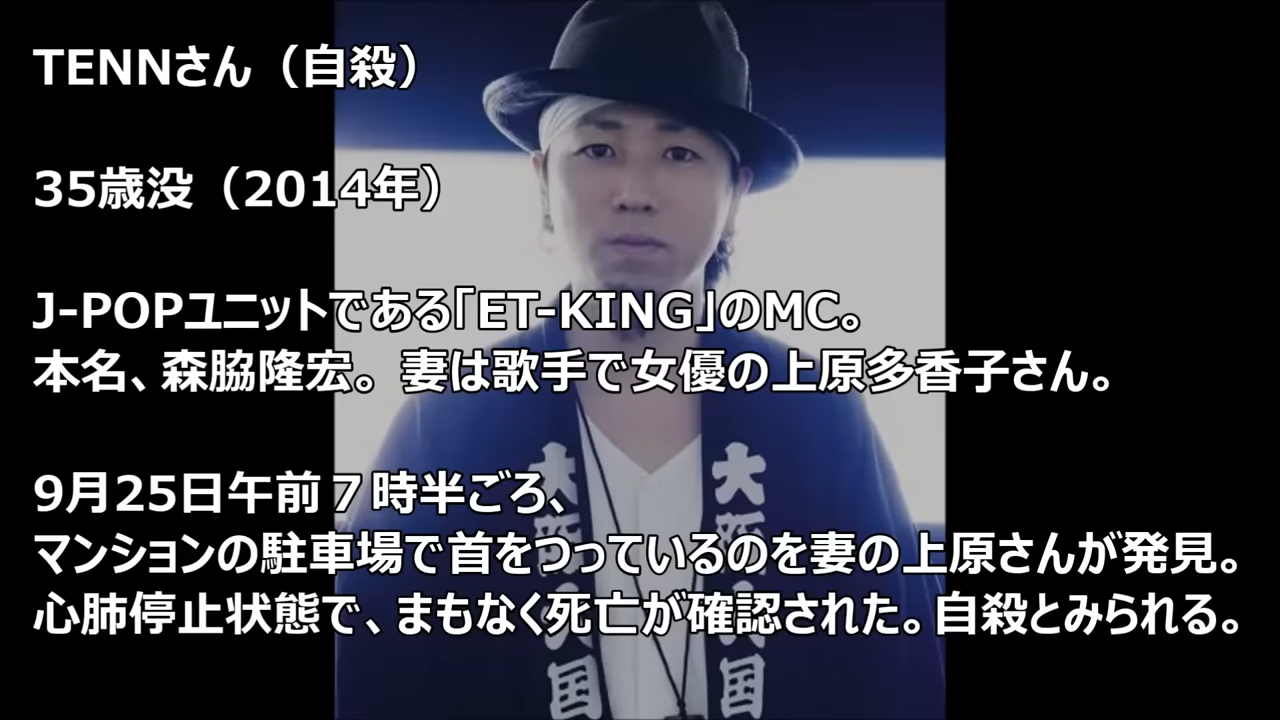 TENNさん（自殺）
35歳没（2014年）
J-POPユニットである「ET-KING」のMC。
本名、森脇隆宏。妻は歌手で女優の上原多香子さん。
9月25日午前７時半ごろ、
マンションの駐車場で首をつっているのを妻の上原さんが発見。
心肺停止状態で、まもなく死亡が確認された。自殺とみられる。
大
大
国
国